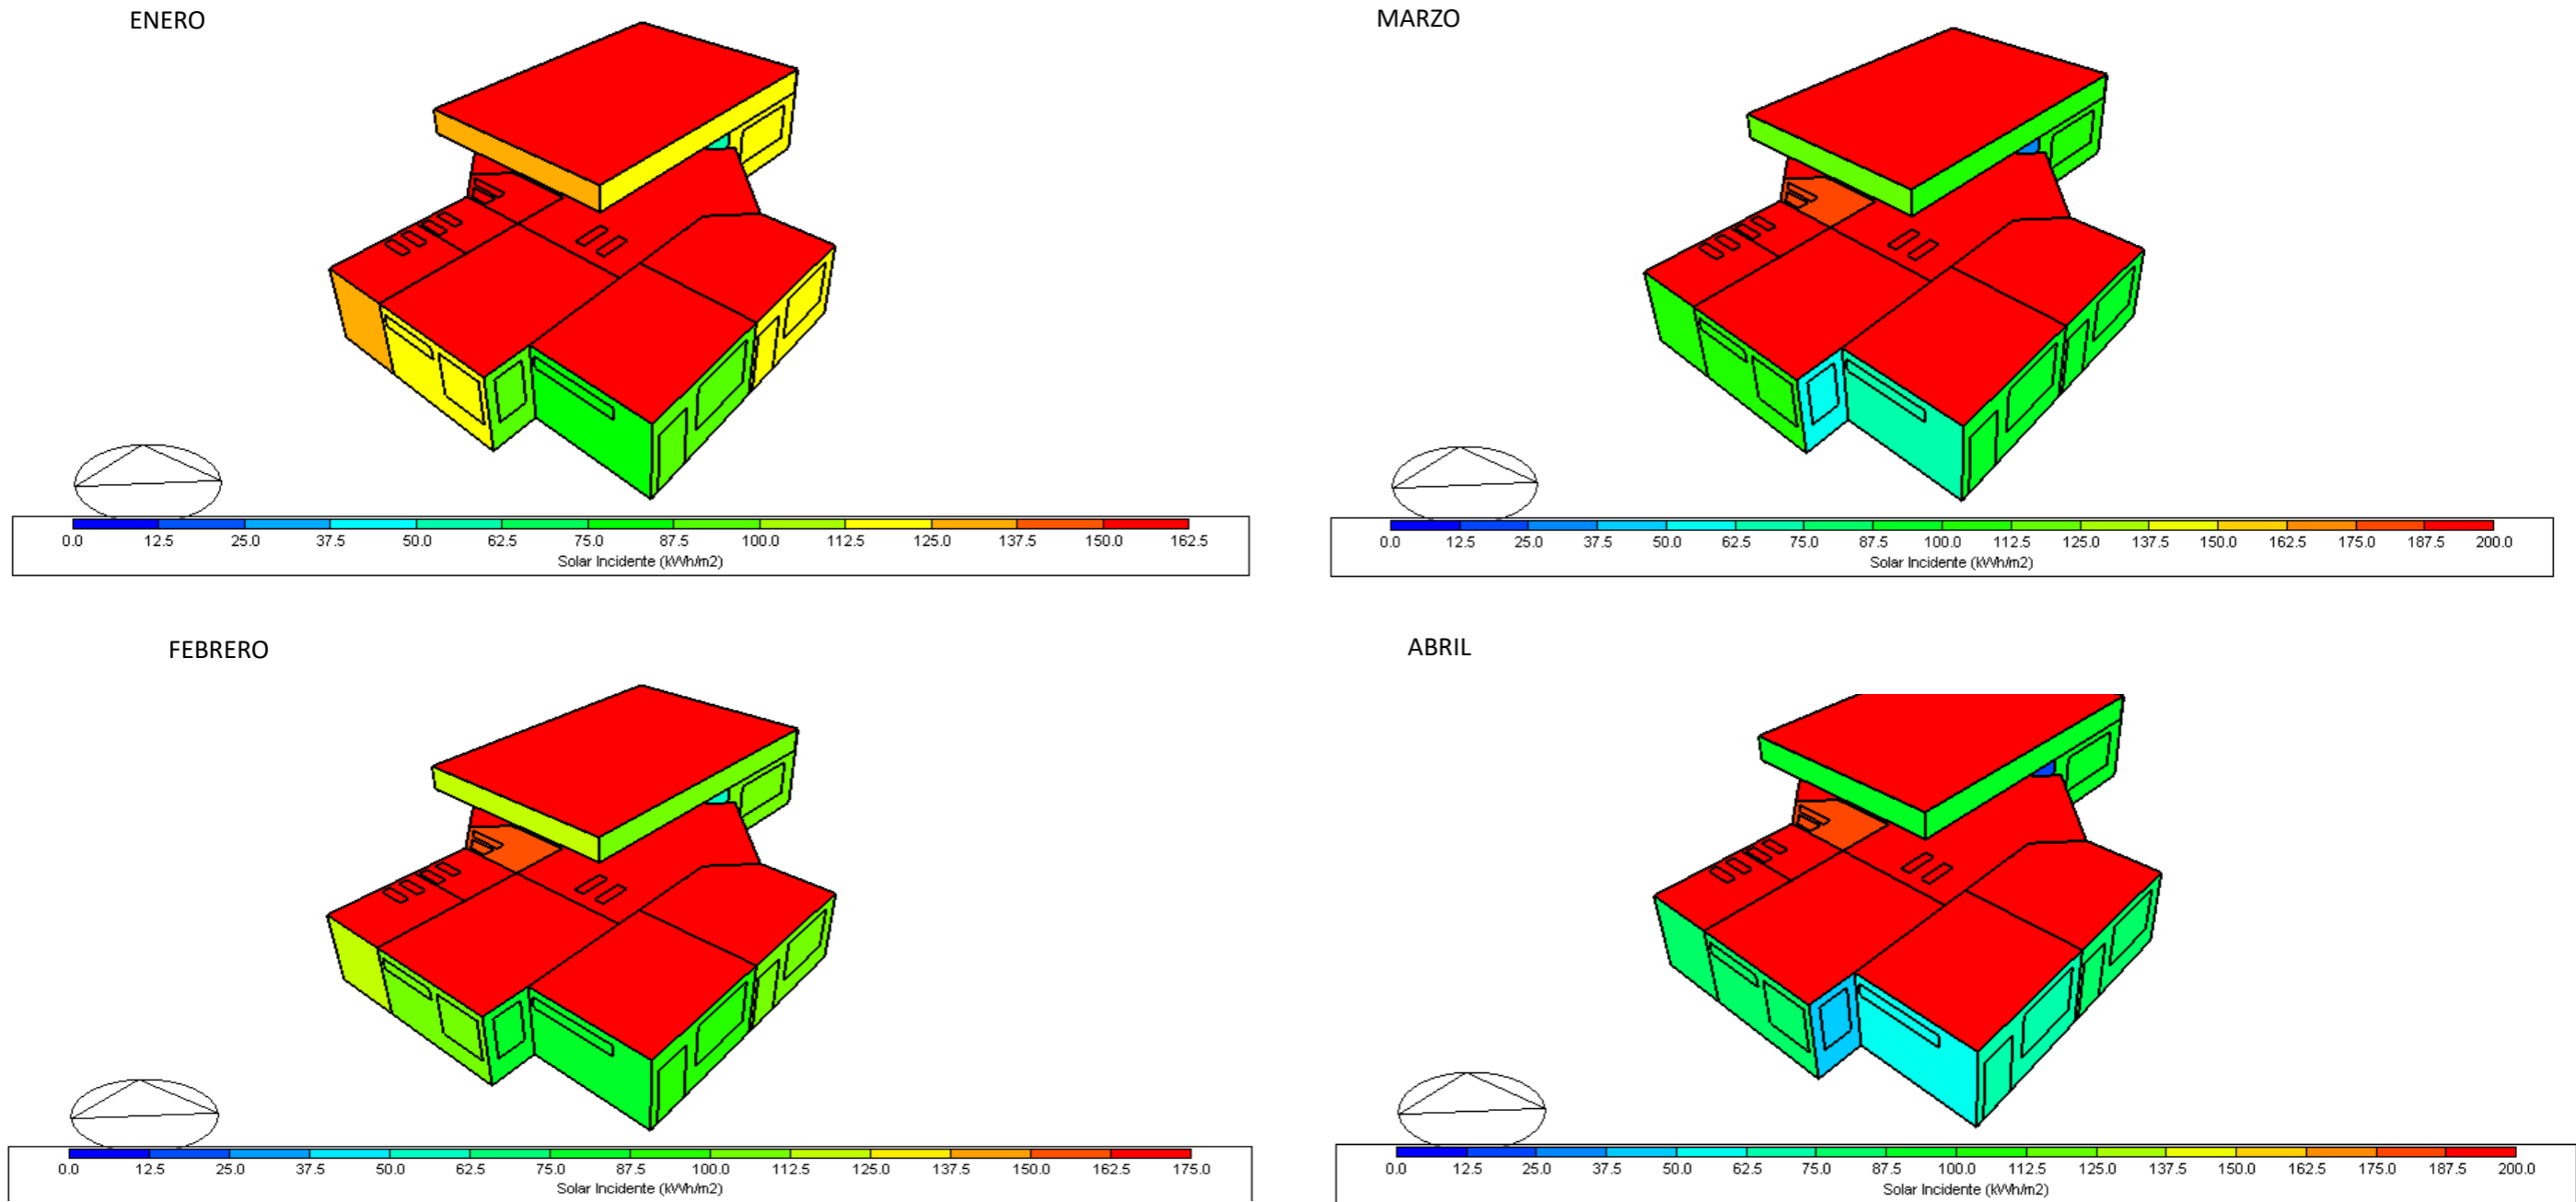 ENERO
0.0 12.5 25.0 37.5 50.0 62.5 75.0 87.5 100.0 112.5 125.0 137.5 150.0 162.5
Solar Incidente (kWh/m2)
MARZO
0.0 12.5 25.0 37.5 50.0 62.5 75.0 87.5 100.0 112.5 125.0 137.5 150.0 162.5 175.0 187.5 200.0
Solar Incidente (kWh/m2)
FEBRERO
0.0 12.5 25.0 37.5 50.0 62.5 75.0 87.5 100.0 112.5 125.0 137.5 150.0 162.5 175.0
Solar Incidente (kWh/m2)
ABRIL
0.0 12.5 25.0 37.5 50.0 62.5 75.0 87.5 100.0 112.5 125.0 137.5 150.0 162.5 175.0 187.5 200.0
Solar Incidente (kWh/m2)